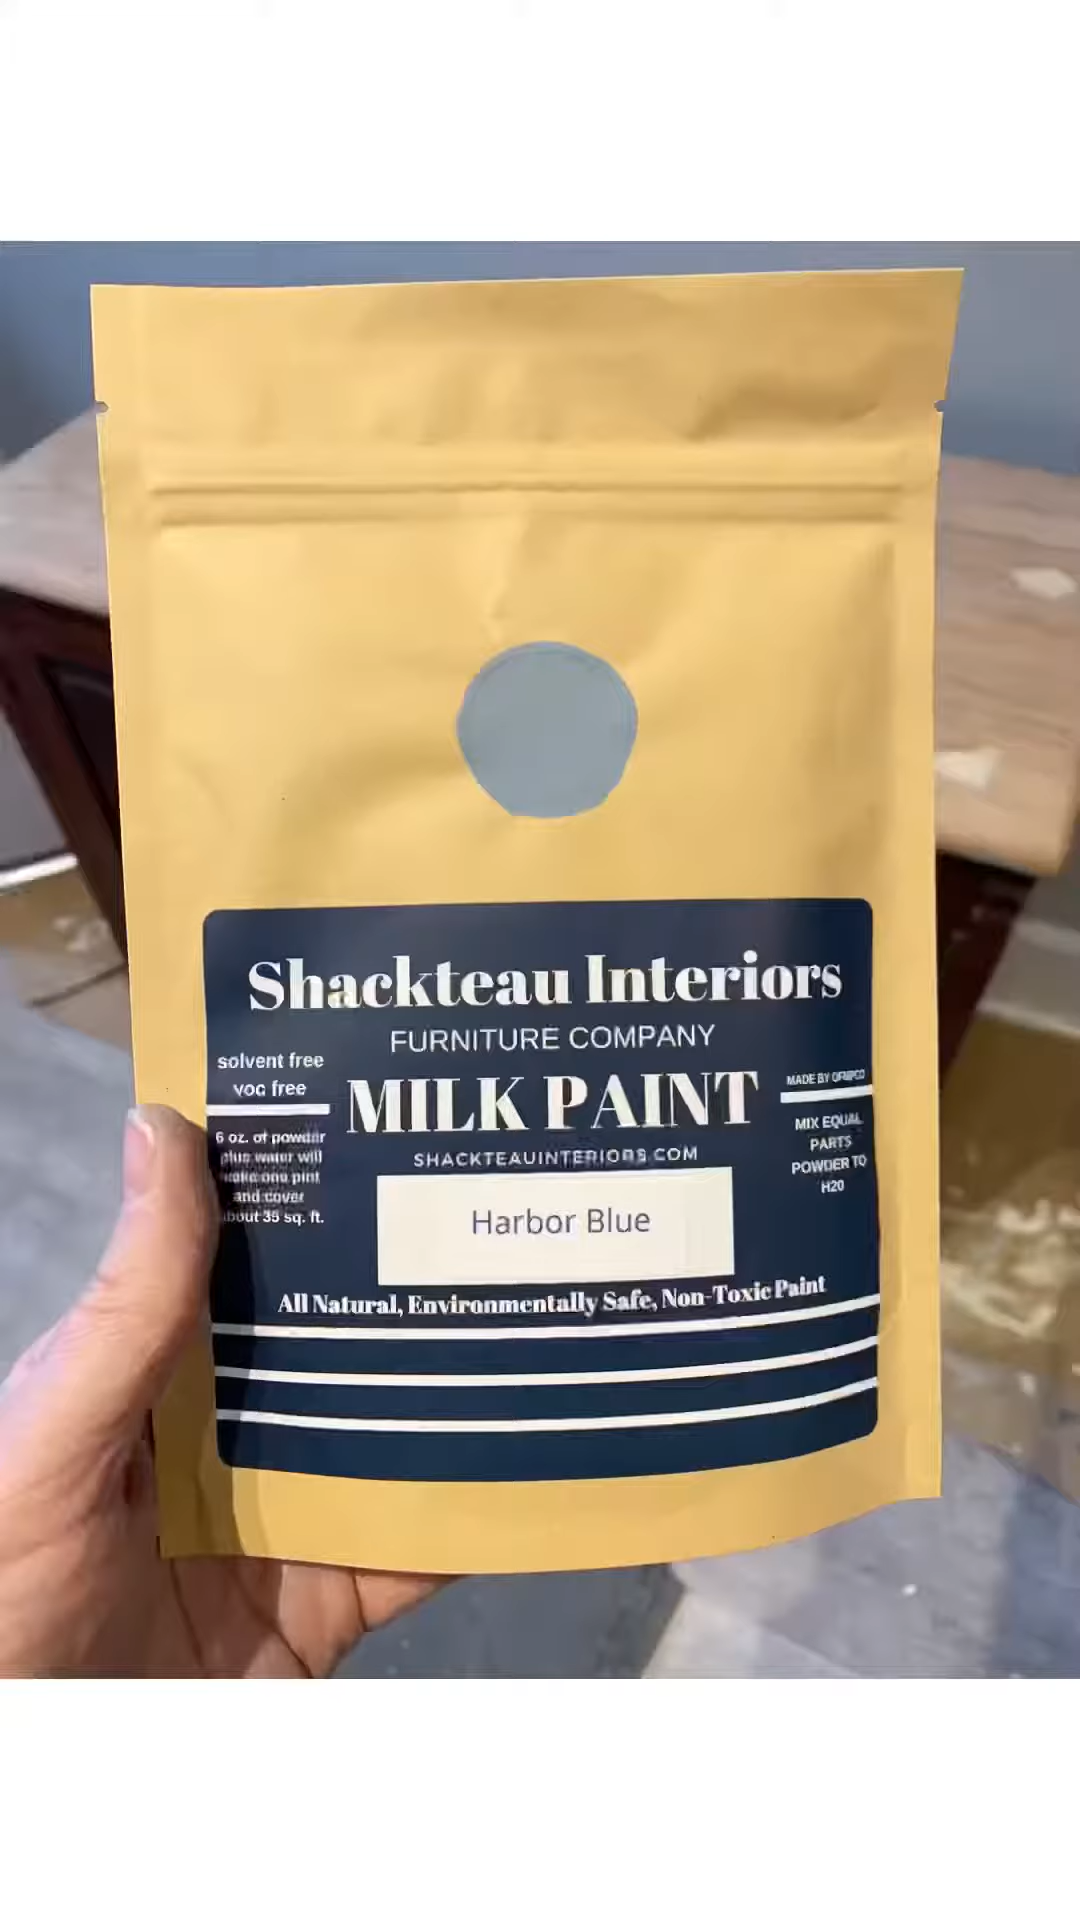 Shackteau Interiors
FURNITURE COMPANY
MILK PAINT
SHACKTEAUINTERIORS.COM
Harbor Blue
All Natural, Environmentally Safe, Non-Toxic Paint
solvent free
voc free
6 oz. of powder
plus water will
make one pint
and cover
about 35 sq. ft.
MADE BY
MIX EQUAL
PARTS
POWDER TO
H20